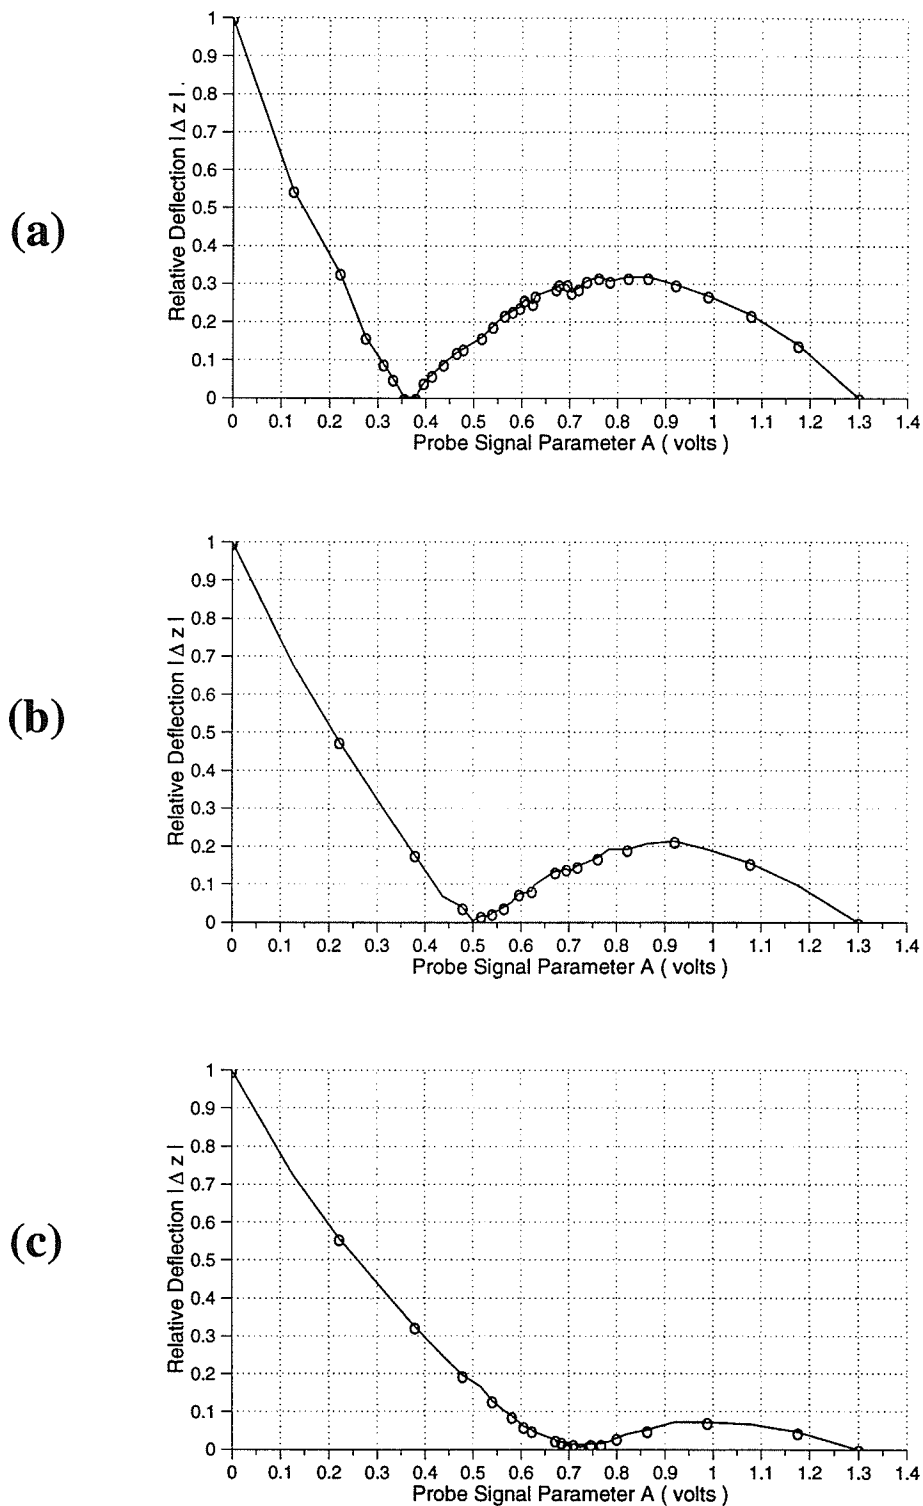 (a)
Relative Deflection | Δ z | .
1
0.9
0.8
0.7
0.6
0.5
0.4
0.3
0.2
0.1
0
0 0.1 0.2 0.3 0.4 0.5 0.6 0.7 0.8 0.9 1 1.1 1.2 1.3 1.4
Probe Signal Parameter A ( volts )
(b)
Relative Deflection | Δ z |
1
0.9
0.8
0.7
0.6
0.5
0.4
0.3
0.2
0.1
0
0 0.1 0.2 0.3 0.4 0.5 0.6 0.7 0.8 0.9 1 1.1 1.2 1.3 1.4
Probe Signal Parameter A ( volts )
(c)
Relative Deflection | Δ z |
1
0.9
0.8
0.7
0.6
0.5
0.4
0.3
0.2
0.1
0
0 0.1 0.2 0.3 0.4 0.5 0.6 0.7 0.8 0.9 1 1.1 1.2 1.3 1.4
Probe Signal Parameter A ( volts )